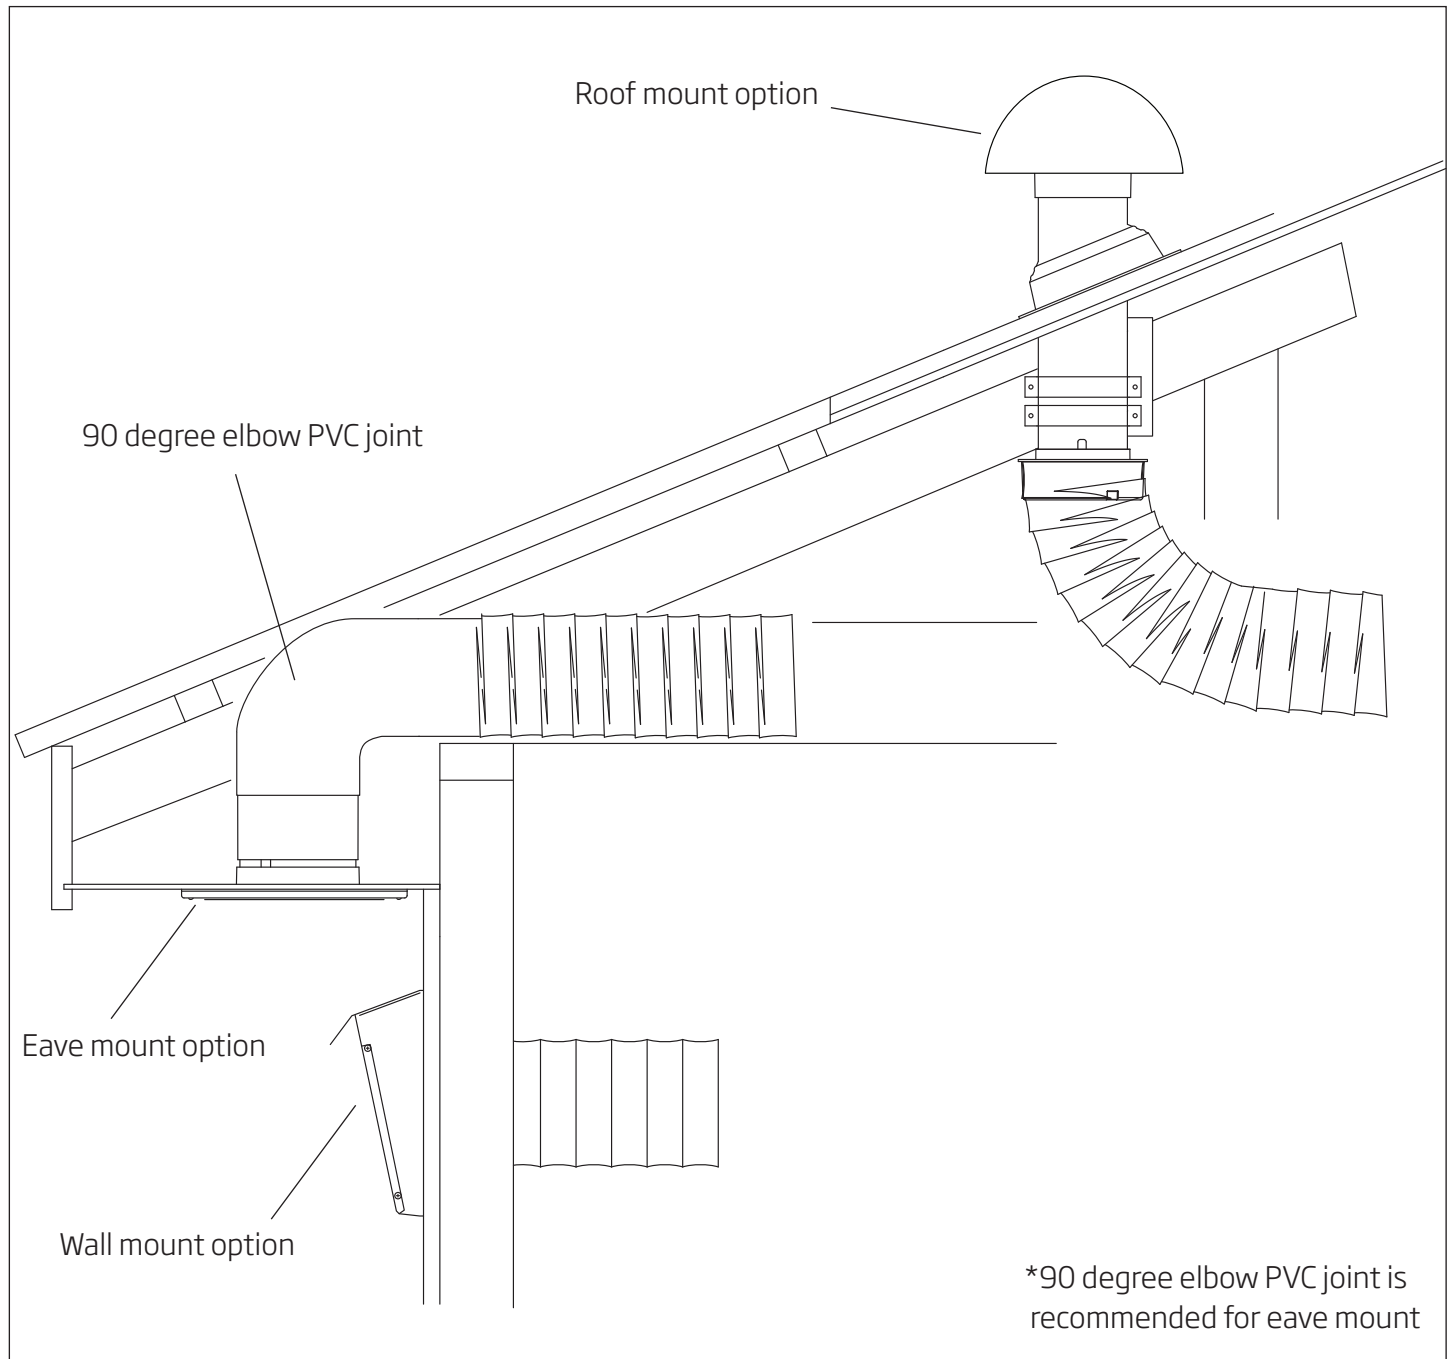 Roof mount option
90 degree elbow PVC joint
Eave mount option
Wall mount option
*90 degree elbow PVC joint is
recommended for eave mount